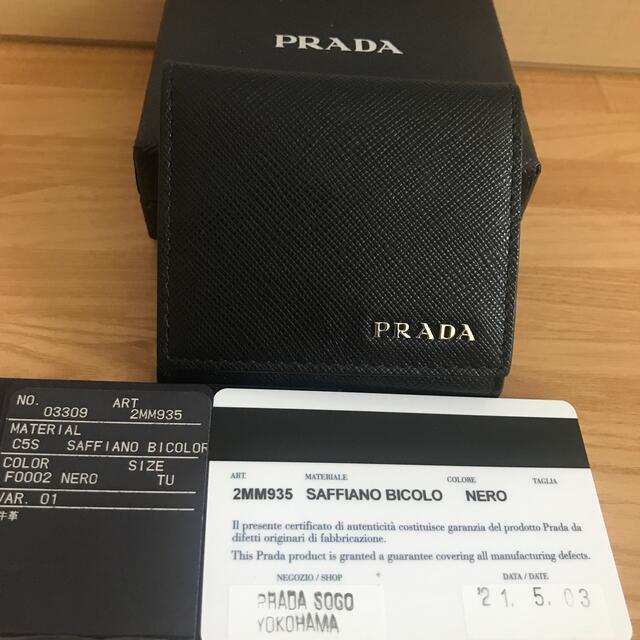 PRADA
PRADA
NO. ART
03309 2MM935
MATERIAL
C5S SAFFIANO BICOLOR
COLOR SIZE
F0002 NERO TU
VAR. 01
牛革
ART. MATERIALE COLORE TAGLIA
2MM935 SAFFIANO BICOLO NERO
Il presente certificato di autenticità costituisce garanzia del prodotto Prada da
difetti originari di fabbricazione.
This Prada product is granted a guarantee covering all manufacturing defects.
NEGOZIO / SHOP DATA / DATE
PRADA SOGO '21. 5. 03
YOKOHAMA